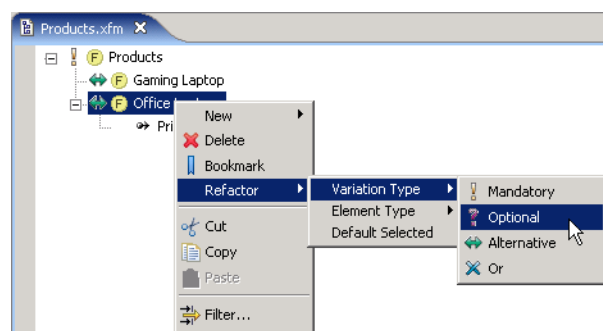 Products.xfm
F Products
F Gaming Laptop
F Office
Pri
New
Delete
Bookmark
Refactor
Cut
Copy
Paste
Filter...
Variation Type
Element Type
Default Selected
Mandatory
Optional
Alternative
Or